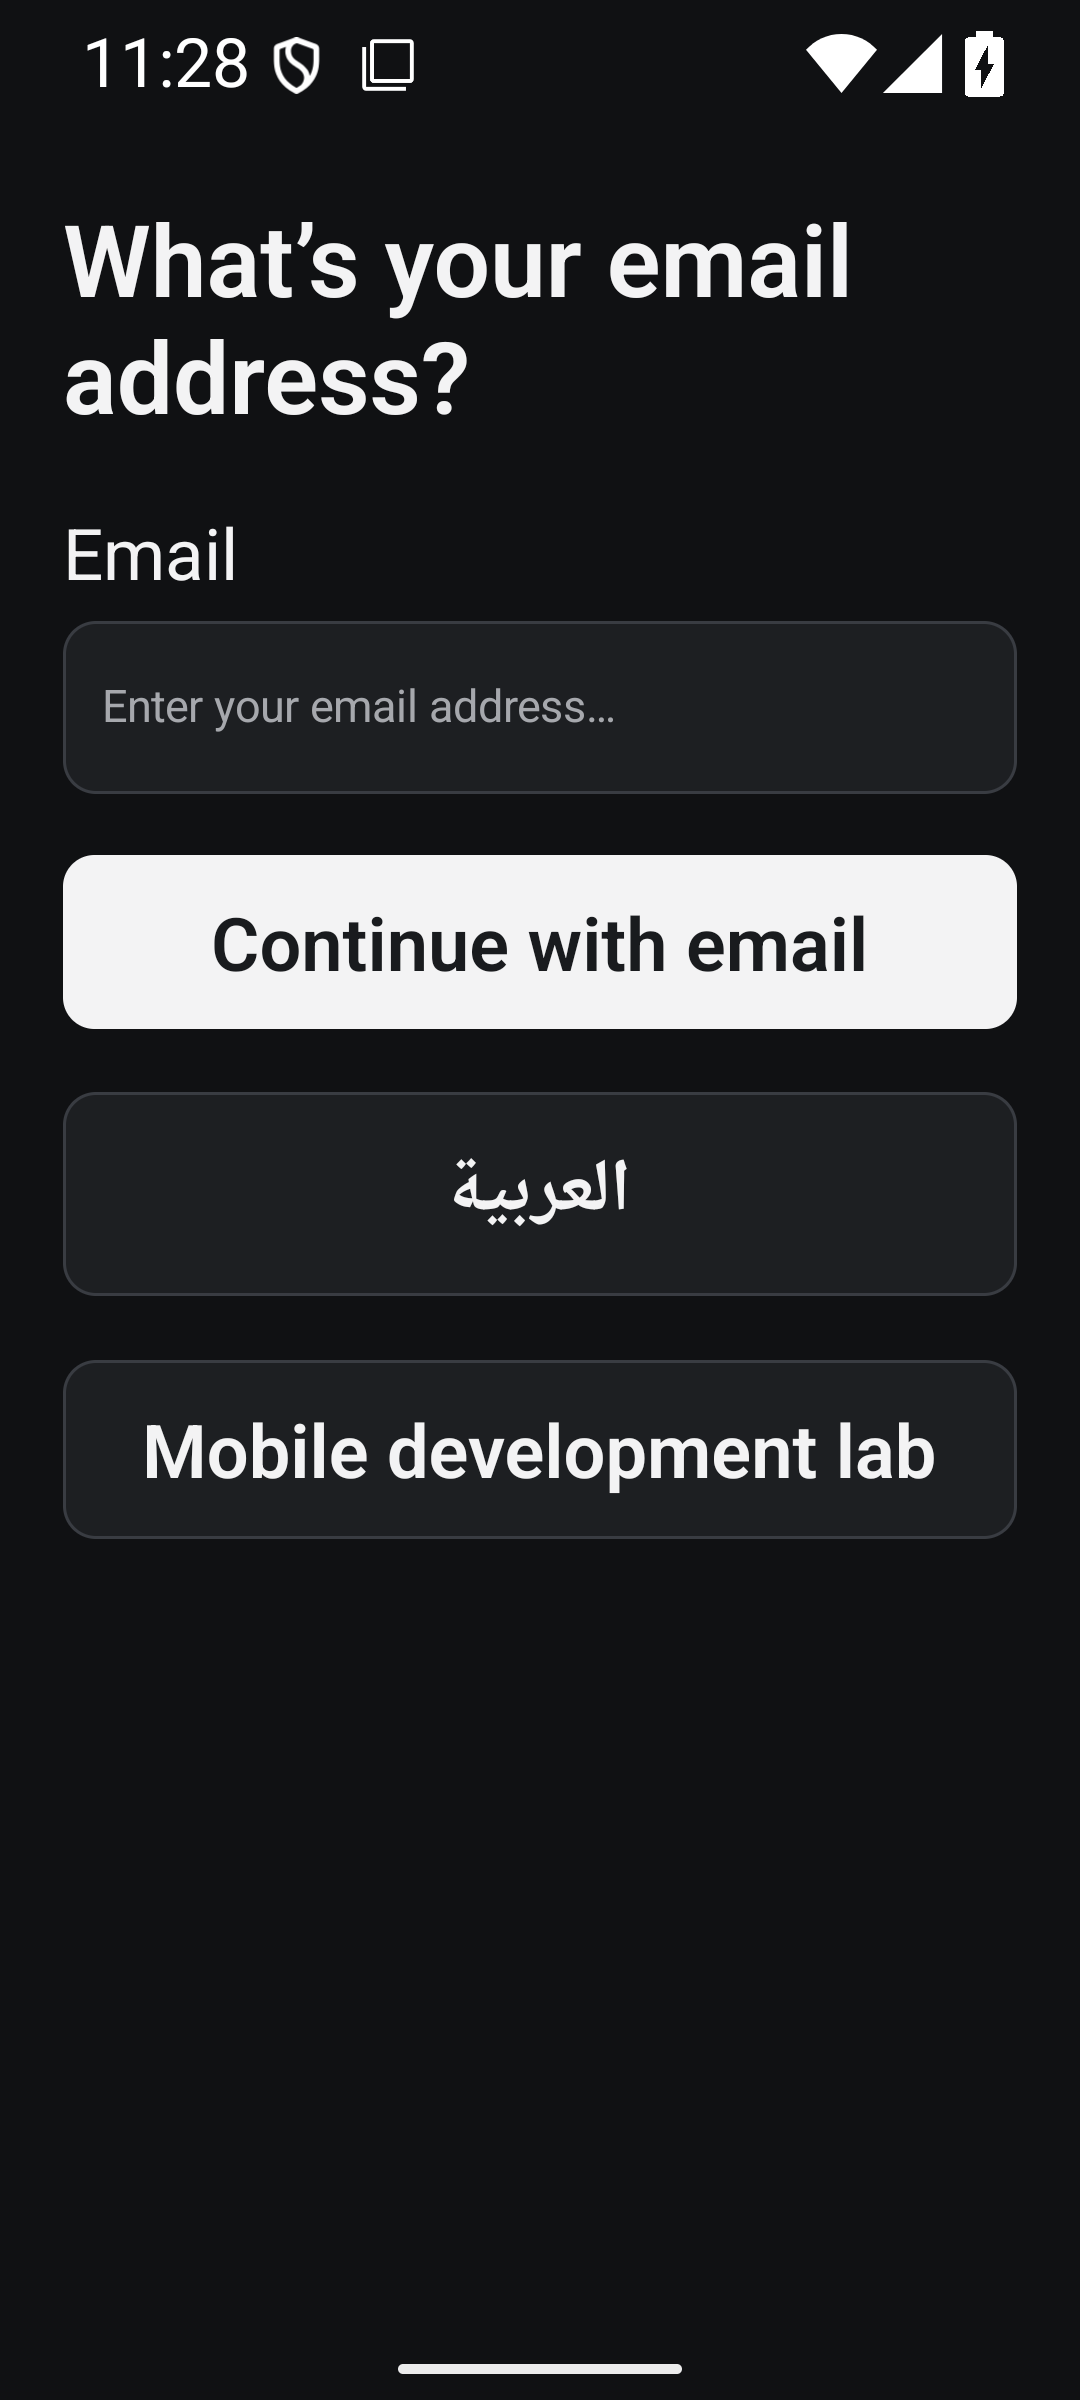 11:28
What’s your email
address?
Email
Enter your email address…
Continue with email
العربية
Mobile development lab